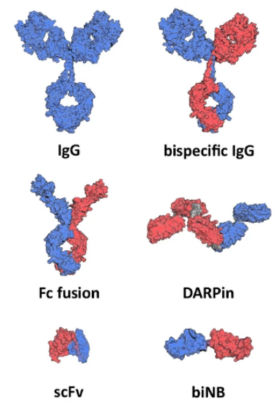 IgG
bispecific IgG
Fc fusion
DARPin
scFv
biNB